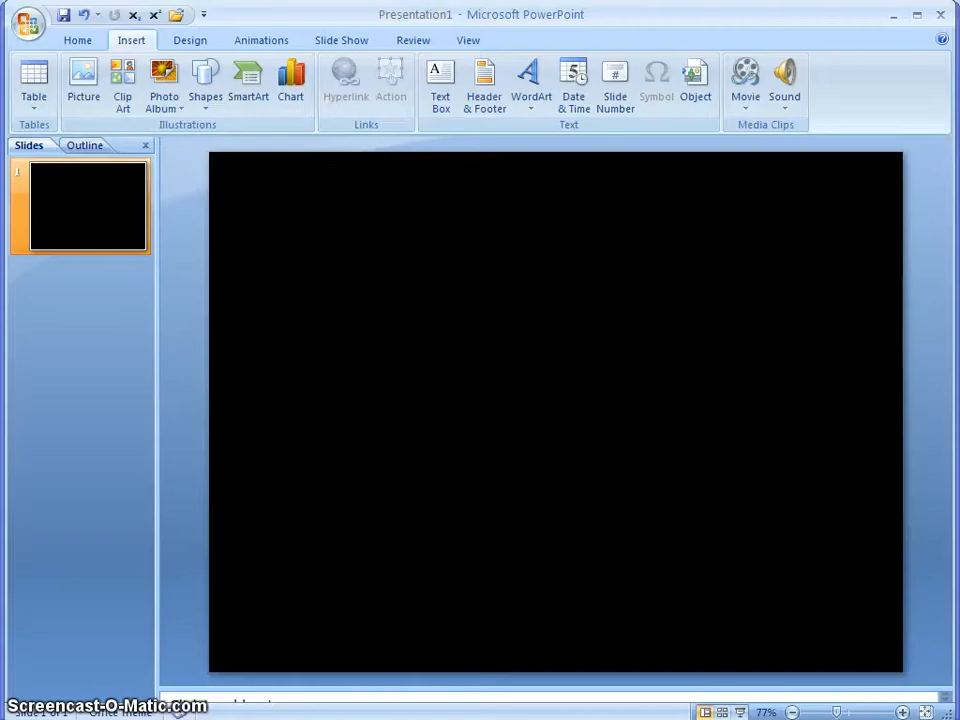 Presentation1 - Microsoft PowerPoint
Home Insert Design Animations Slide Show Review View
Table Picture Clip Art Photo Album Shapes SmartArt Chart Hyperlink Action Text Box Header & Footer WordArt Date & Time Slide Number Symbol Object Movie Sound
Tables Illustrations Links Text Media Clips
Slides Outline
1
Screencast-O-Matic.com
77%